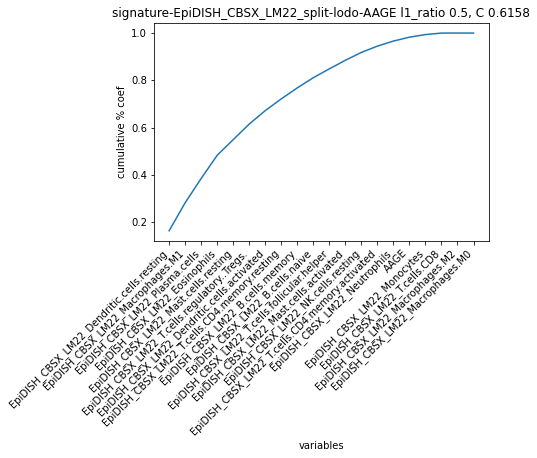 signature-EpiDISH_CBSX_LM22_split-lodo-AAGE l1_ratio 0.5, C 0.6158
cumulative % coef
1.0
0.8
0.6
0.4
0.2
EpiDISH_CBSX_LM22_Dendritic.cells.resting
EpiDISH_CBSX_LM22_Macrophages.M1
EpiDISH_CBSX_LM22_Plasma.cells
EpiDISH_CBSX_LM22_Eosinophils
EpiDISH_CBSX_LM22_Mast.cells.resting
EpiDISH_CBSX_LM22_T.cells.regulatory..Tregs.
EpiDISH_CBSX_LM22_Dendritic.cells.activated
EpiDISH_CBSX_LM22_T.cells.CD4.memory.resting
EpiDISH_CBSX_LM22_B.cells.memory
EpiDISH_CBSX_LM22_B.cells.naive
EpiDISH_CBSX_LM22_T.cells.follicular.helper
EpiDISH_CBSX_LM22_Mast.cells.activated
EpiDISH_CBSX_LM22_NK.cells.resting
EpiDISH_CBSX_LM22_T.cells.CD4.memory.activated
EpiDISH_CBSX_LM22_Neutrophils
AAGE
EpiDISH_CBSX_LM22_Monocytes
EpiDISH_CBSX_LM22_T.cells.CD8
EpiDISH_CBSX_LM22_Macrophages.M2
EpiDISH_CBSX_LM22_Macrophages.M0
variables